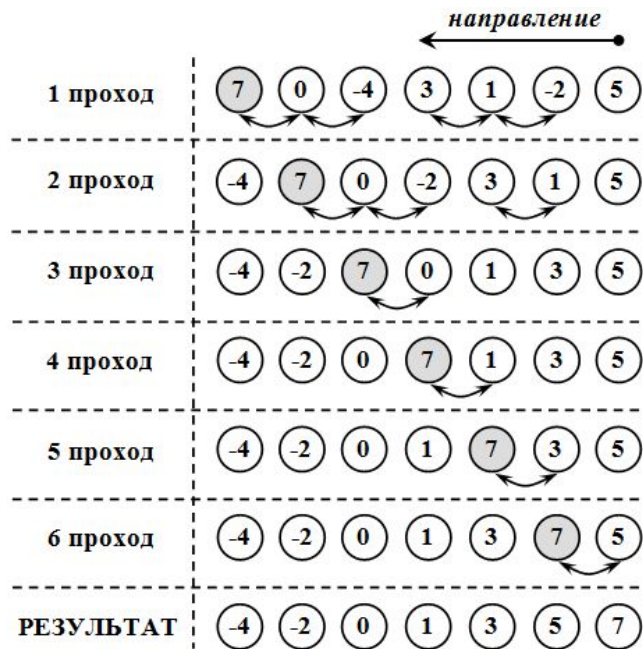 направление
1 проход 7 0 -4 3 1 -2 5
2 проход -4 7 0 -2 3 1 5
3 проход -4 -2 7 0 1 3 5
4 проход -4 -2 0 7 1 3 5
5 проход -4 -2 0 1 7 3 5
6 проход -4 -2 0 1 3 7 5
РЕЗУЛЬТАТ -4 -2 0 1 3 5 7